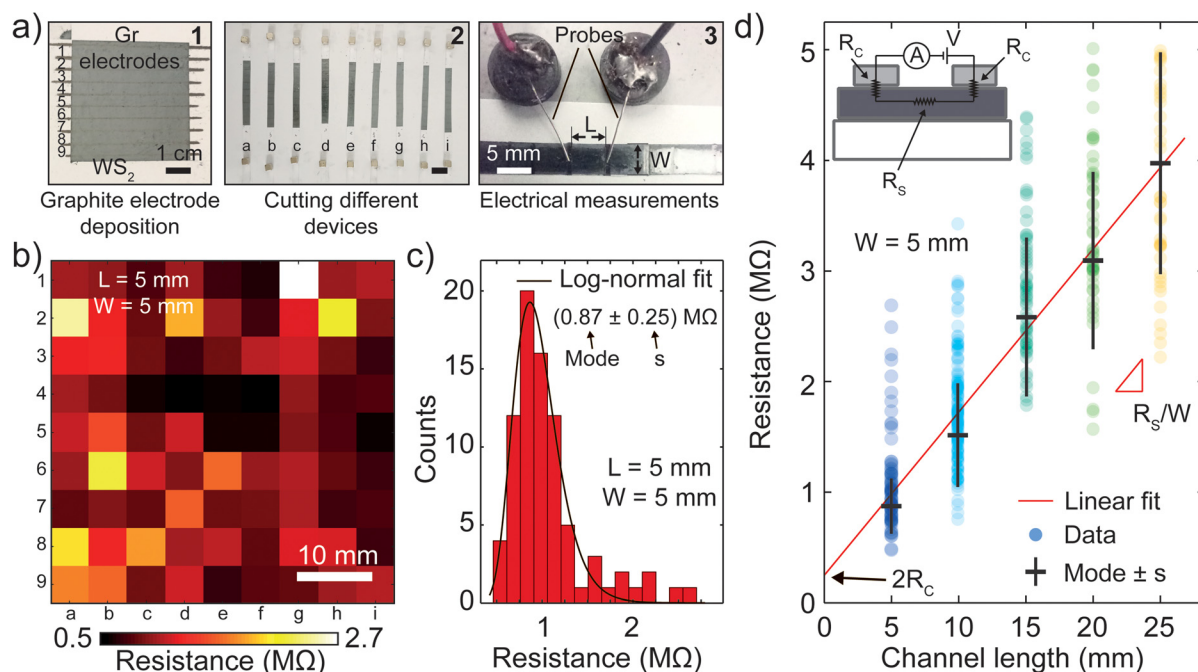 a)
Gr
1
electrodes
1
2
3
4
5
6
7
8
9
WS₂
1 cm
Graphite electrode
deposition
2
a b c d e f g h i
Cutting different
devices
Probes
3
L
5 mm
W
Electrical measurements
b)
L = 5 mm
W = 5 mm
1
2
3
4
5
6
7
8
9
10 mm
a b c d e f g h i
0.5 2.7
Resistance (MΩ)
c)
Log-normal fit
(0.87 ± 0.25) MΩ
Mode s
L = 5 mm
W = 5 mm
20
15
10
5
0
Counts
1 2
Resistance (MΩ)
d)
R_C A V R_C
R_S
W = 5 mm
R_S/W
Linear fit
Data
Mode ± s
2R_C
5
4
3
2
1
0
Resistance (MΩ)
0 5 10 15 20 25
Channel length (mm)